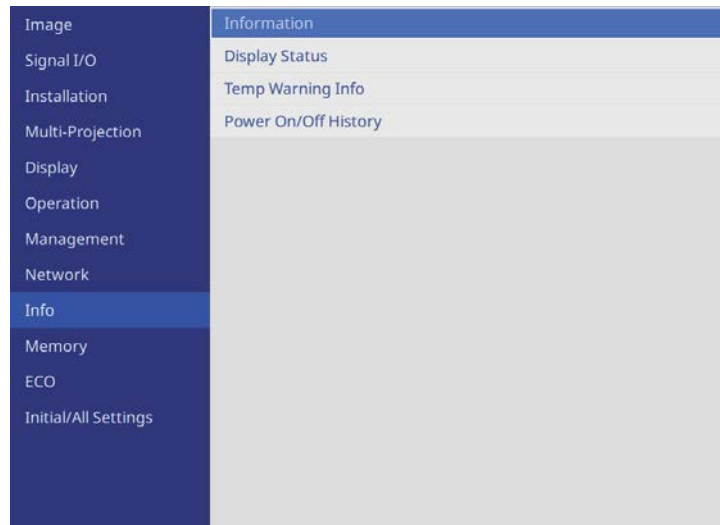 Image
Signal I/O
Installation
Multi-Projection
Display
Operation
Management
Network
Info
Memory
ECO
Initial/All Settings
Information
Display Status
Temp Warning Info
Power On/Off History